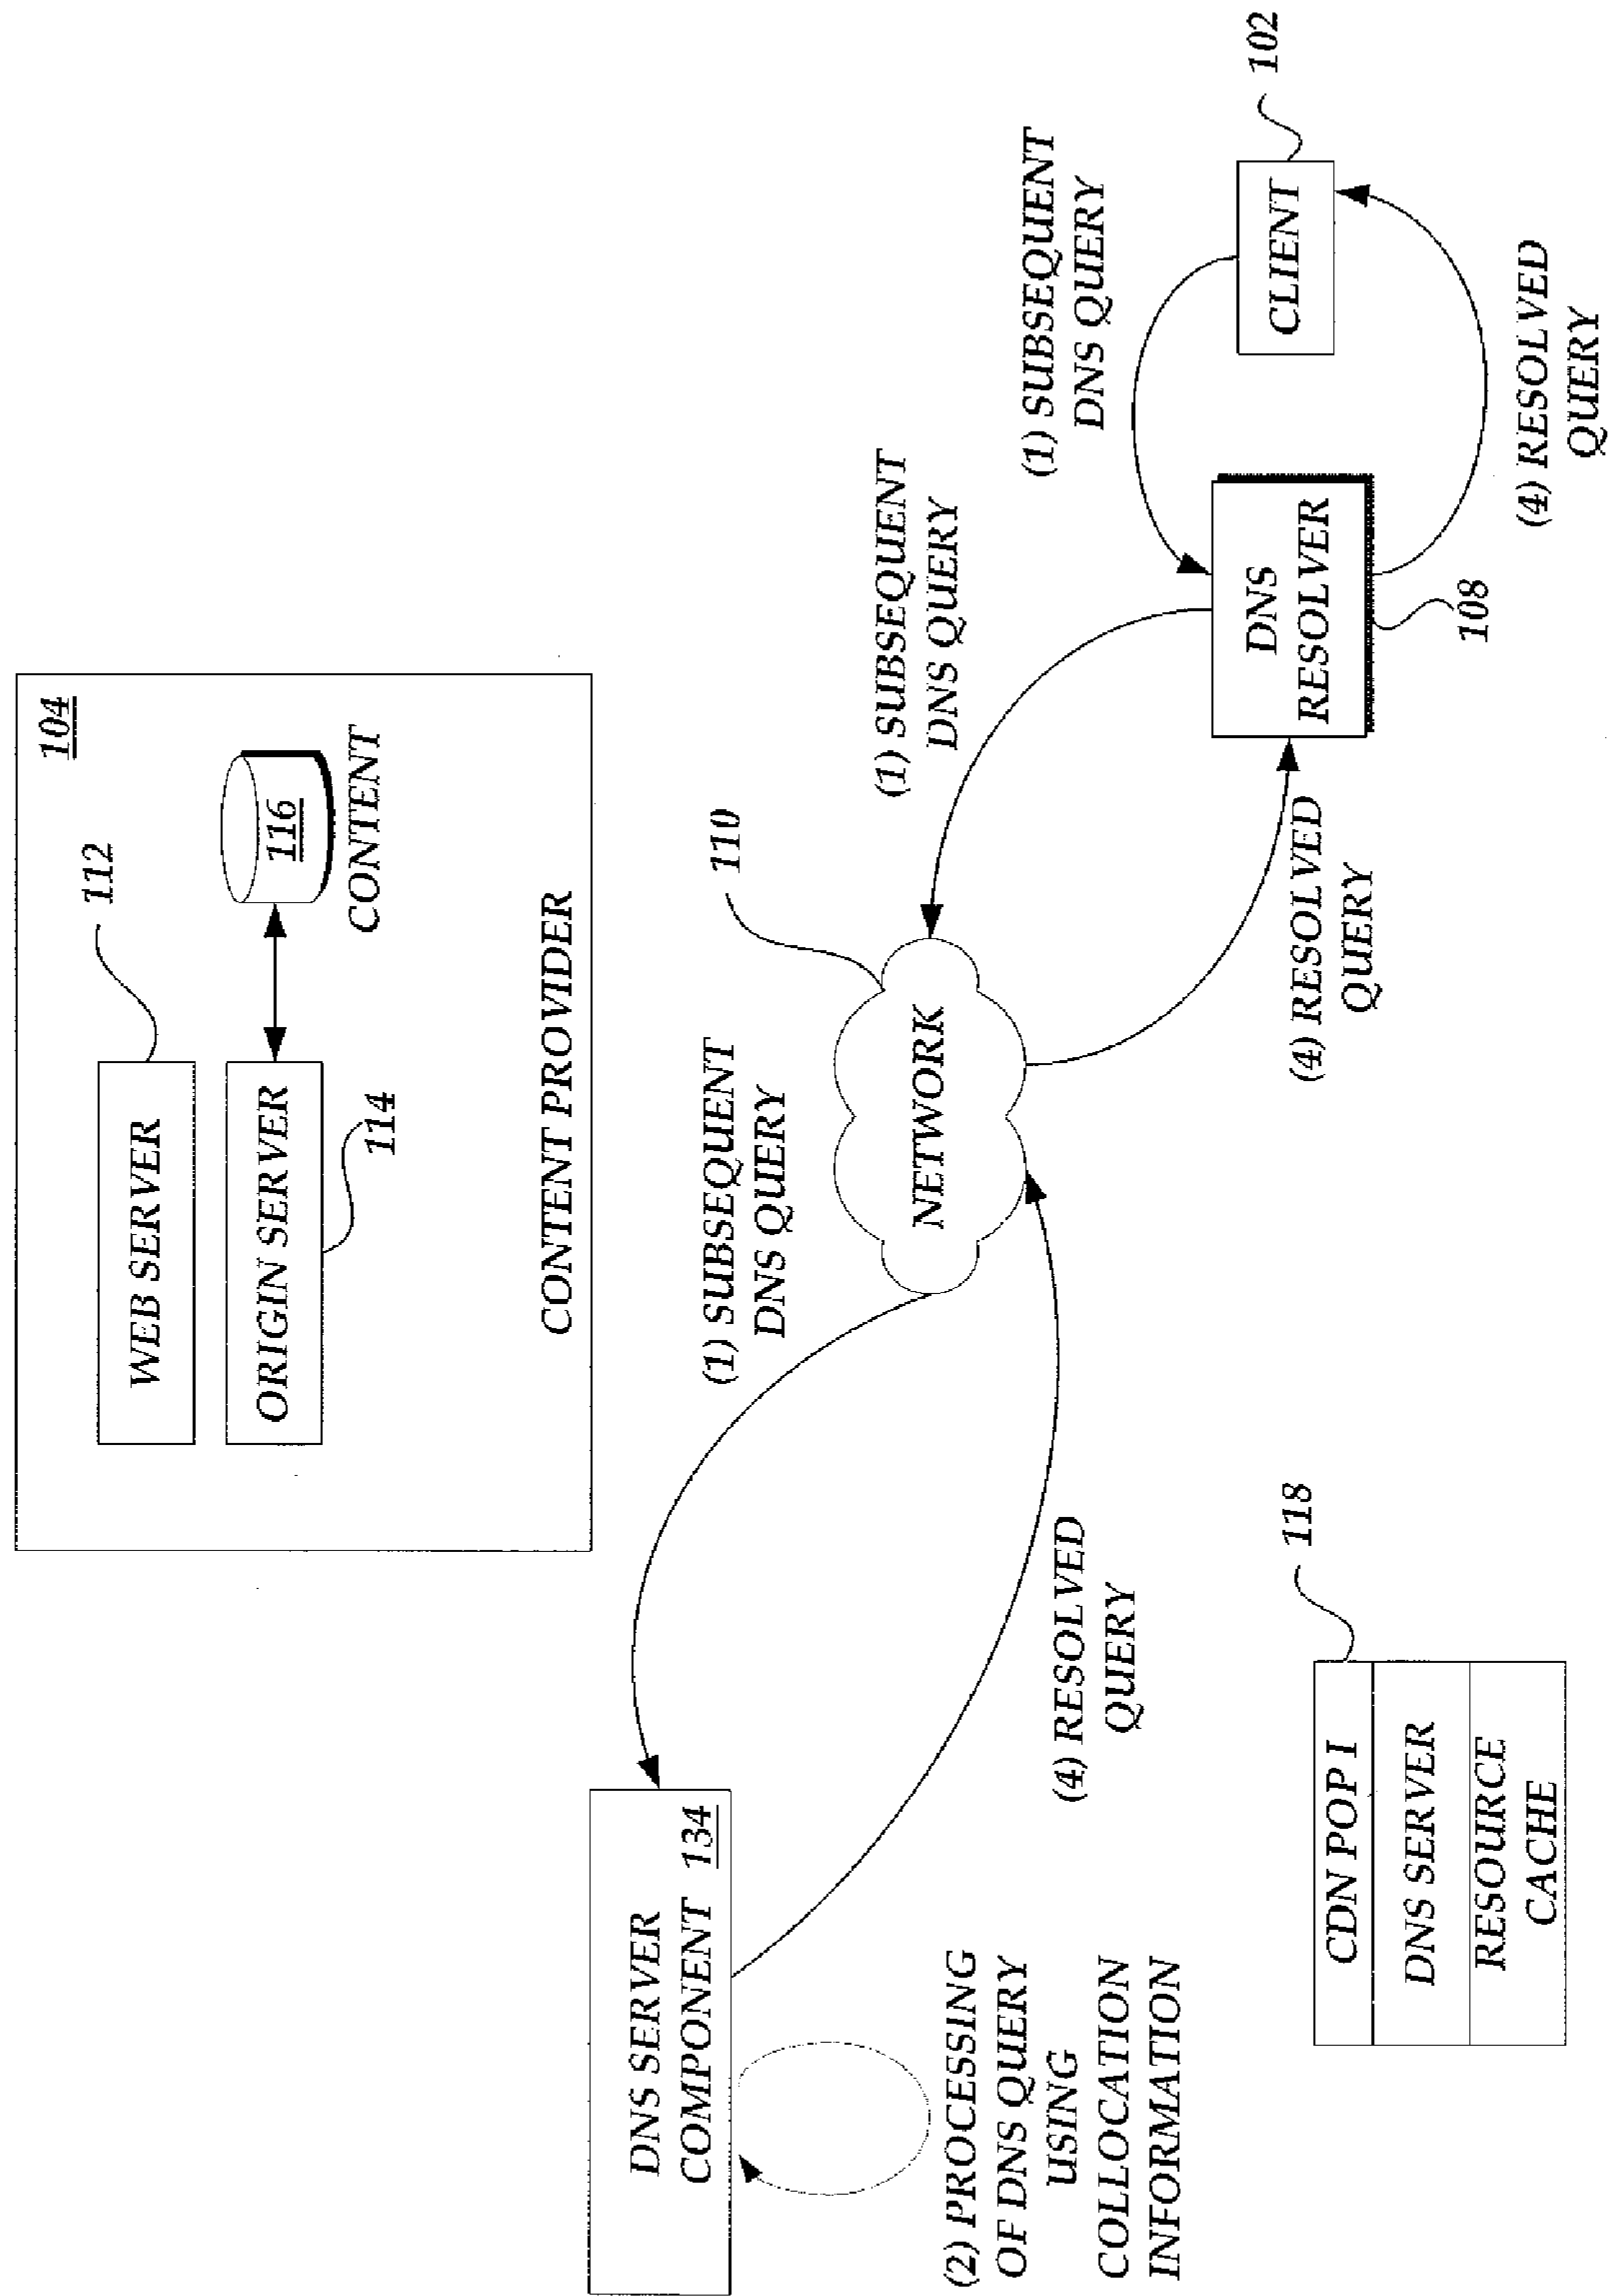 104
112
WEB SERVER
116
ORIGIN SERVER
CONTENT
114
CONTENT PROVIDER
DNS SERVER
COMPONENT 134
(1) SUBSEQUENT
DNS QUERY
110
(1) SUBSEQUENT
DNS QUERY
NETWORK
(1) SUBSEQUENT
DNS QUERY
102
CLIENT
DNS
RESOLVER
108
(2) PROCESSING
OF DNS QUERY
USING
COLLOCATION
INFORMATION
(4) RESOLVED
QUERY
(4) RESOLVED
QUERY
(4) RESOLVED
QUERY
118
CDN POP I
DNS SERVER
RESOURCE
CACHE